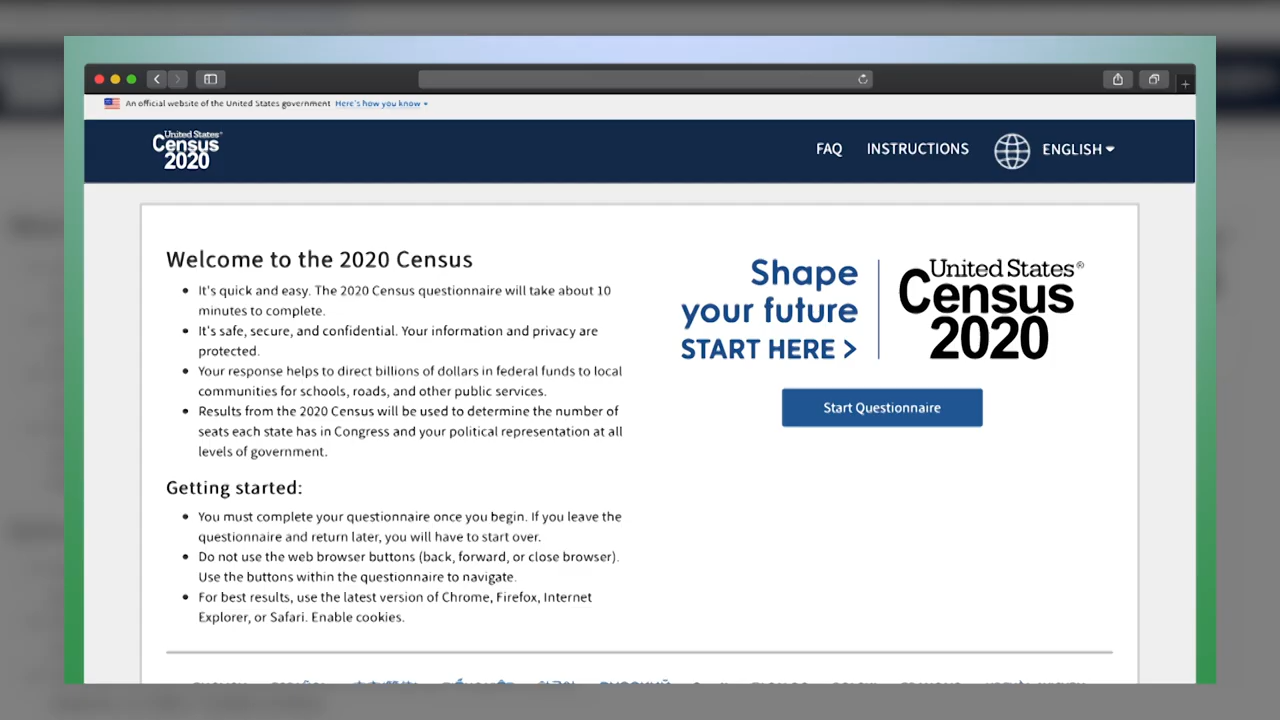 An official website of the United States government Here's how you know
United States®
Census
2020
FAQ INSTRUCTIONS ENGLISH
Welcome to the 2020 Census
• It's quick and easy. The 2020 Census questionnaire will take about 10
minutes to complete.
• It's safe, secure, and confidential. Your information and privacy are
protected.
• Your response helps to direct billions of dollars in federal funds to local
communities for schools, roads, and other public services.
• Results from the 2020 Census will be used to determine the number of
seats each state has in Congress and your political representation at all
levels of government.
Getting started:
• You must complete your questionnaire once you begin. If you leave the
questionnaire and return later, you will have to start over.
• Do not use the web browser buttons (back, forward, or close browser).
Use the buttons within the questionnaire to navigate.
• For best results, use the latest version of Chrome, Firefox, Internet
Explorer, or Safari. Enable cookies.
Shape
your future
START HERE >
United States®
Census
2020
Start Questionnaire